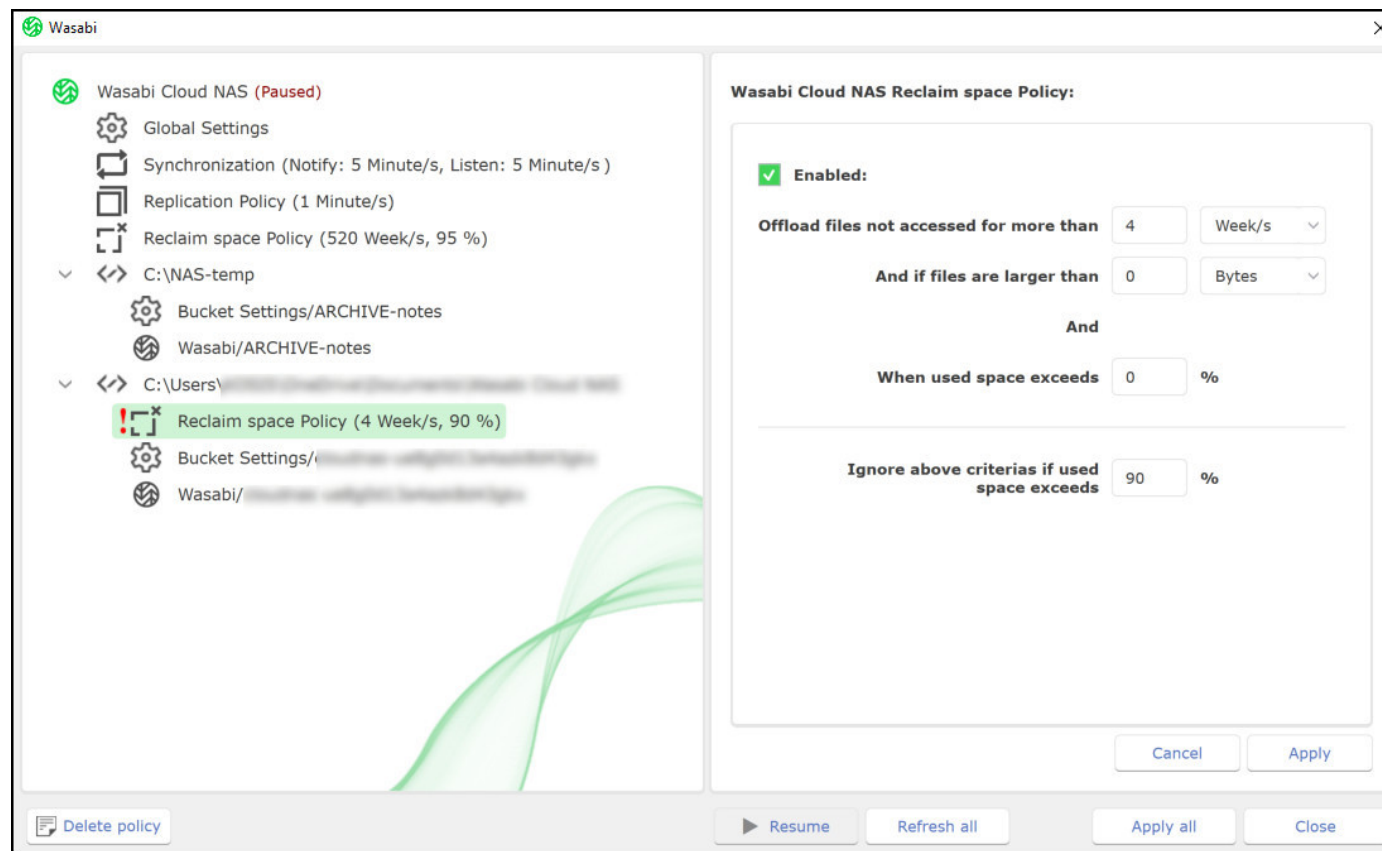 Wasabi
Wasabi Cloud NAS (Paused)
Global Settings
Synchronization (Notify: 5 Minute/s, Listen: 5 Minute/s )
Replication Policy (1 Minute/s)
Reclaim space Policy (520 Week/s, 95 %)
C:\NAS-temp
Bucket Settings/ARCHIVE-notes
Wasabi/ARCHIVE-notes
C:\Users\
Reclaim space Policy (4 Week/s, 90 %)
Bucket Settings/
Wasabi/
Delete policy
Wasabi Cloud NAS Reclaim space Policy:
Enabled:
Offload files not accessed for more than 4 Week/s
And if files are larger than 0 Bytes
And
When used space exceeds 0 %
Ignore above criterias if used
space exceeds 90 %
Cancel Apply
Resume Refresh all Apply all Close